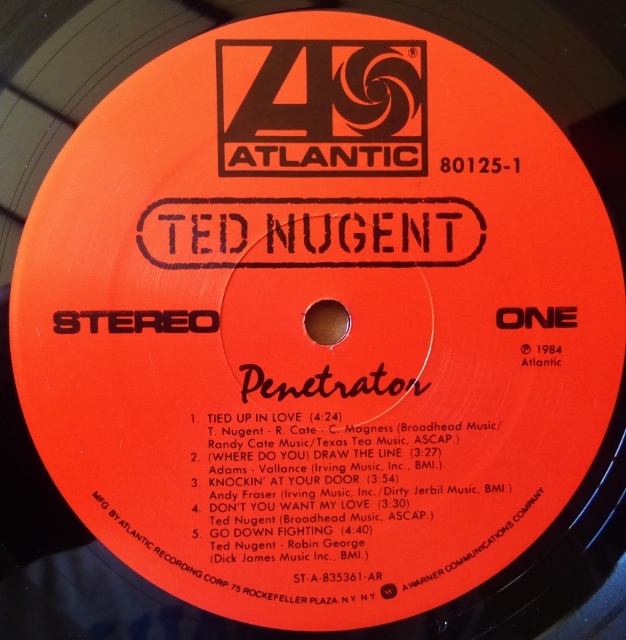 ®
ATLANTIC
80125-1
TED NUGENT
STEREO
ONE
℗ 1984
Atlantic
Penetrator
1. TIED UP IN LOVE (4:24)
T. Nugent - R. Cate - C. Magness (Broadhead Music/
Randy Cate Music/Texas Tea Music, ASCAP.)
2. (WHERE DO YOU) DRAW THE LINE (3:27)
Adams - Vallance (Irving Music, Inc., BMI.)
3. KNOCKIN' AT YOUR DOOR (3:54)
Andy Fraser (Irving Music, Inc./Dirty Jerbil Music, BMI.)
4. DON'T YOU WANT MY LOVE (3:30)
Ted Nugent (Broadhead Music, ASCAP.)
5. GO DOWN FIGHTING (4:40)
Ted Nugent - Robin George
(Dick James Music Inc., BMI.)
ST-A-835361-AR
MFG. BY ATLANTIC RECORDING CORP. 75 ROCKEFELLER PLAZA. N.Y. N.Y. A WARNER COMMUNICATIONS COMPANY